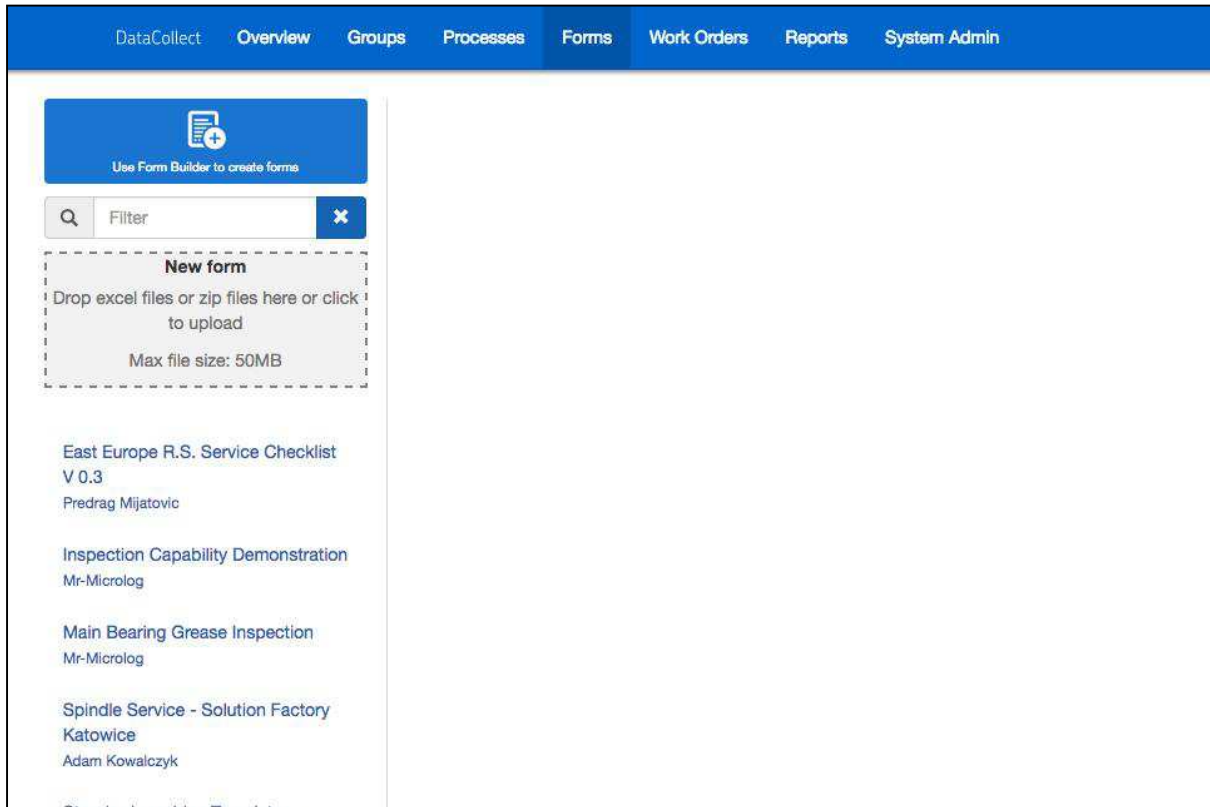 DataCollect Overview Groups Processes Forms Work Orders Reports System Admin
Use Form Builder to create forms
Filter
New form
Drop excel files or zip files here or click
to upload
Max file size: 50MB
East Europe R.S. Service Checklist
V 0.3
Predrag Mijatovic
Inspection Capability Demonstration
Mr-Microlog
Main Bearing Grease Inspection
Mr-Microlog
Spindle Service - Solution Factory
Katowice
Adam Kowalczyk